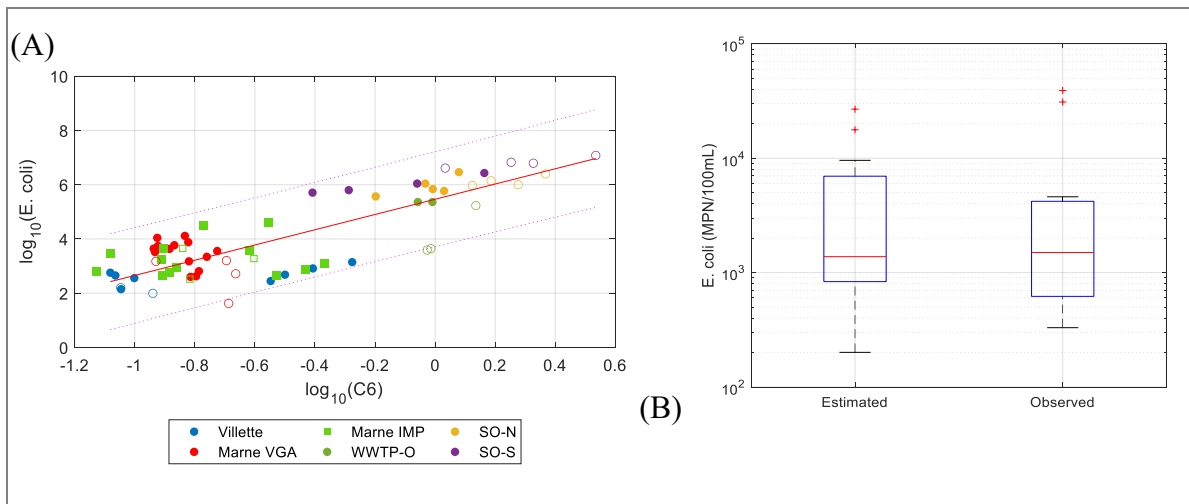 (A)
10
8
6
4
2
0
log10(E. coli)
-1.2 -1 -0.8 -0.6 -0.4 -0.2 0 0.2 0.4 0.6
log10(C6)
Villette Marne IMP SO-N
Marne VGA WWTP-O SO-S
(B)
10^5
10^4
10^3
10^2
E. coli (MPN/100mL)
Estimated Observed